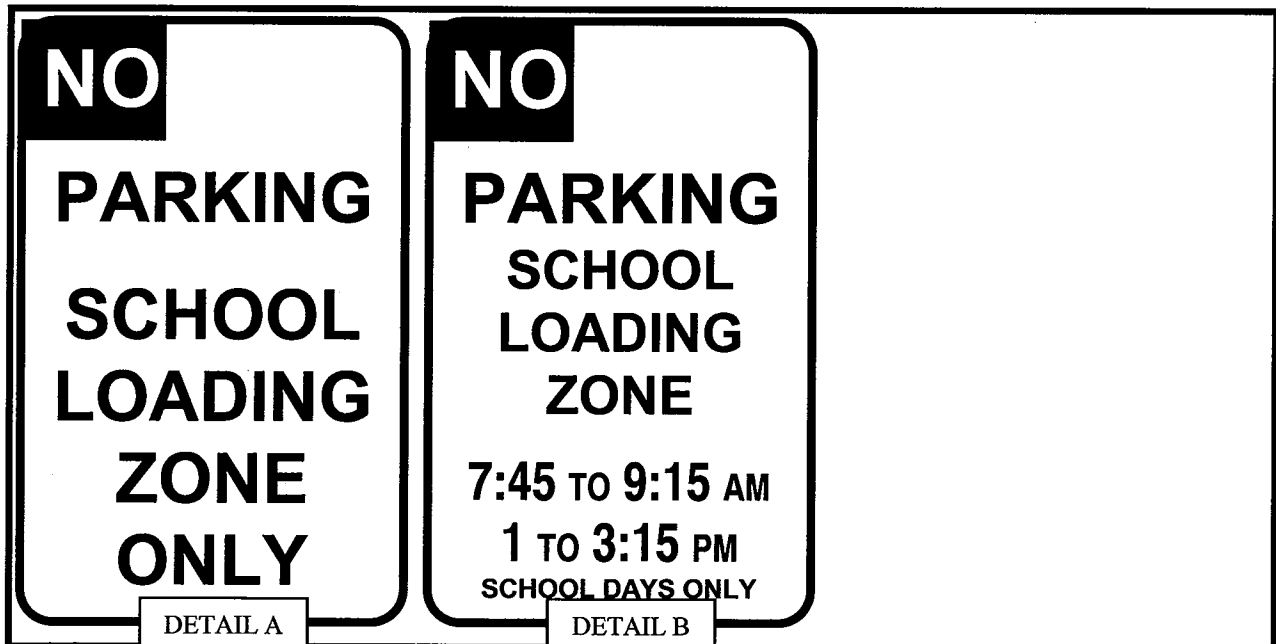 NO
PARKING
SCHOOL
LOADING
ZONE
ONLY
DETAIL A
NO
PARKING
SCHOOL
LOADING
ZONE
7:45 TO 9:15 AM
1 TO 3:15 PM
SCHOOL DAYS ONLY
DETAIL B